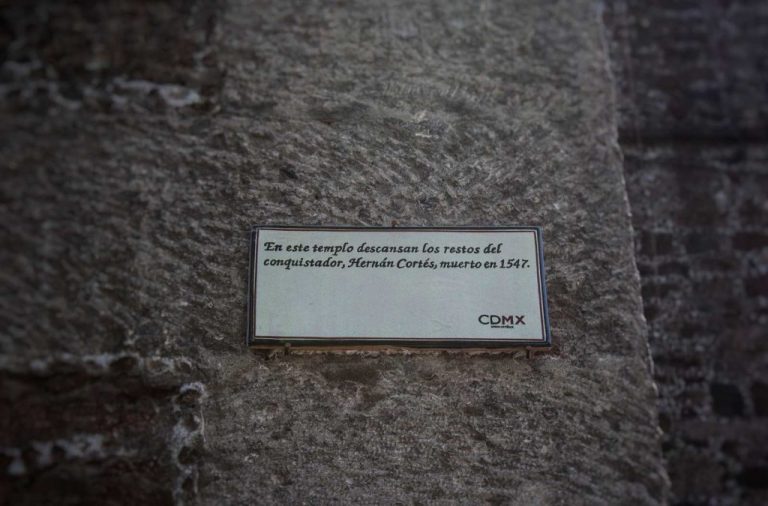 En este templo descansan los restos del
conquistador, Hernán Cortés, muerto en 1547.
CDMX